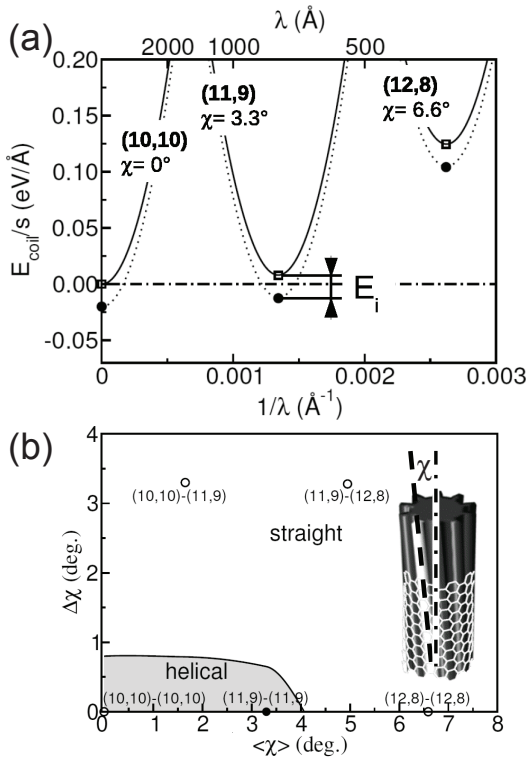 (a)
λ (Å)
2000 1000 500
0.20
0.15
0.10
0.05
0.00
-0.05
E_coil/s (eV/Å)
(10,10)
χ= 0°
(11,9)
χ= 3.3°
(12,8)
χ= 6.6°
E_i
0 0.001 0.002 0.003
1/λ (Å⁻¹)
(b)
4
3
2
1
0
Δχ (deg.)
χ
(10,10)-(11,9)
(11,9)-(12,8)
straight
helical
(10,10)-(10,10)
(11,9)-(11,9)
(12,8)-(12,8)
0 1 2 3 4 5 6 7 8
<χ> (deg.)